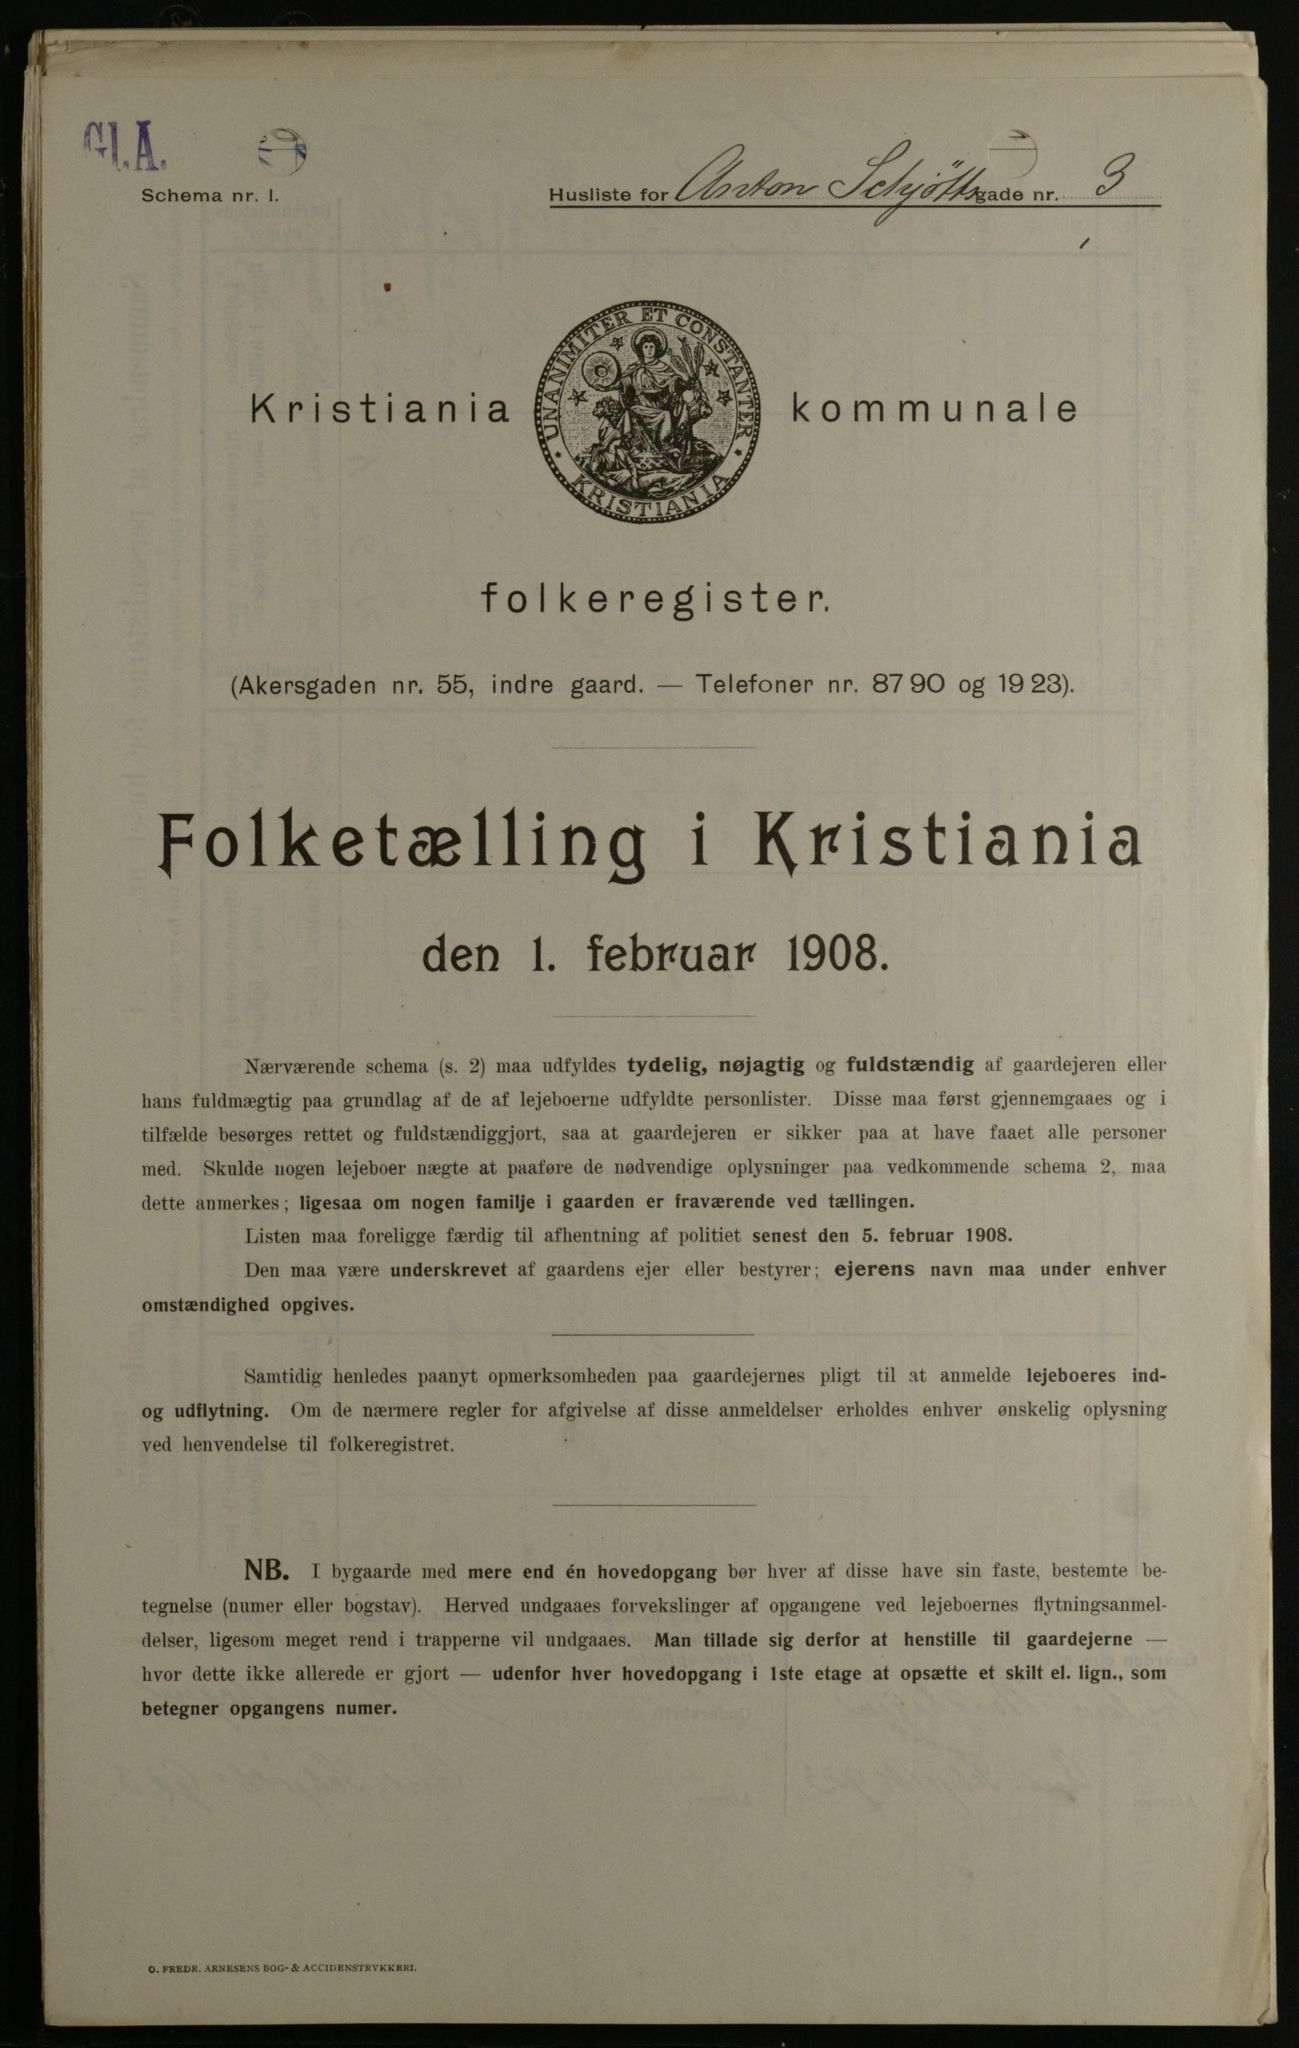 Gl. A.
Schema nr. 1.
Husliste for Anton Schjøttsgade nr. 3
UNANIMITER ET CONSTANTER
KRISTIANIA
Kristiania kommunale
folkeregister.
(Akersgaden nr. 55, indre gaard. — Telefoner nr. 87 90 og 19 23).
Folketælling i Kristiania
den 1. februar 1908.
Nærværende schema (s. 2) maa udfyldes tydelig, nøjagtig og fuldstændig af gaardejeren eller
hans fuldmægtig paa grundlag af de af lejeboerne udfyldte personlister. Disse maa først gjennemgaaes og i
tilfælde besørges rettet og fuldstændiggjort, saa at gaardejeren er sikker paa at have faaet alle personer
med. Skulde nogen lejeboer nægte at paaføre de nødvendige oplysninger paa vedkommende schema 2, maa
dette anmerkes; ligesaa om nogen familje i gaarden er fraværende ved tællingen.
Listen maa foreligge færdig til afhentning af politiet senest den 5. februar 1908.
Den maa være underskrevet af gaardens ejer eller bestyrer; ejerens navn maa under enhver
omstændighed opgives.
Samtidig henledes paanyt opmerksomheden paa gaardejernes pligt til at anmelde lejeboeres ind-
og udflytning. Om de nærmere regler for afgivelse af disse anmeldelser erholdes enhver ønskelig oplysning
ved henvendelse til folkeregistret.
NB. I bygaarde med mere end én hovedopgang bør hver af disse have sin faste, bestemte be-
tegnelse (numer eller bogstav). Herved undgaaes forvekslinger af opgangene ved lejeboernes flytningsanmel-
delser, ligesom meget rend i trapperne vil undgaaes. Man tillade sig derfor at henstille til gaardejerne —
hvor dette ikke allerede er gjort — udenfor hver hovedopgang i 1ste etage at opsætte et skilt el. lign., som
betegner opgangens numer.
O. FREDR. ARNESENS BOG- & ACCIDENSTRYKKERI.